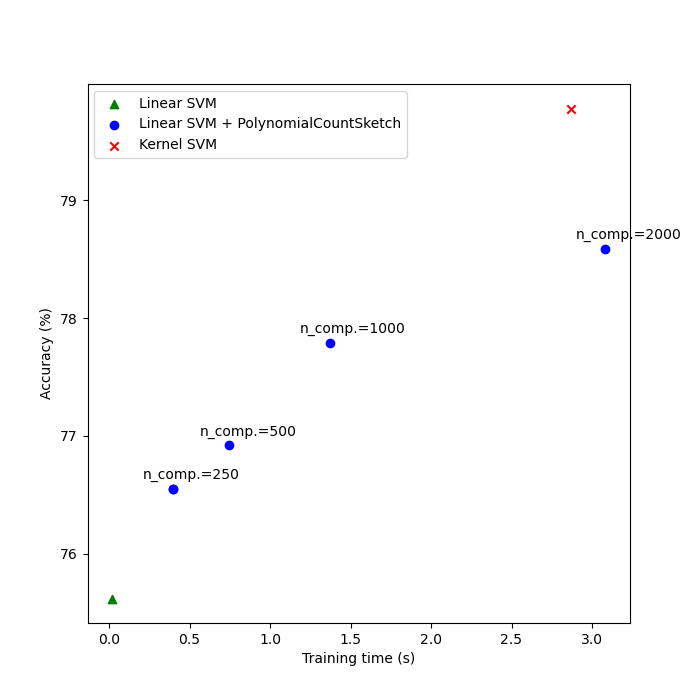 Linear SVM
Linear SVM + PolynomialCountSketch
Kernel SVM
79
n_comp.=2000
78
n_comp.=1000
77
n_comp.=500
n_comp.=250
76
0.0 0.5 1.0 1.5 2.0 2.5 3.0
Training time (s)
Accuracy (%)